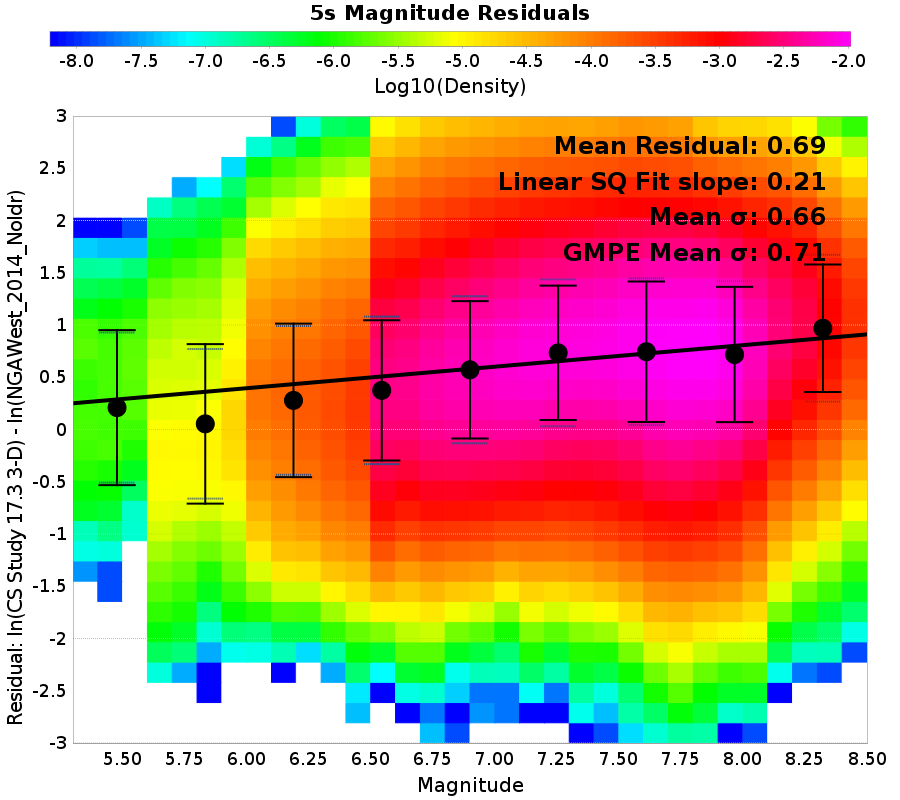 5s Magnitude Residuals
-8.0 -7.5 -7.0 -6.5 -6.0 -5.5 -5.0 -4.5 -4.0 -3.5 -3.0 -2.5 -2.0
Log10(Density)
Mean Residual: 0.69
Linear SQ Fit slope: 0.21
Mean σ: 0.66
GMPE Mean σ: 0.71
Residual: ln(CS Study 17.3 3-D) - ln(NGAWest_2014_NoIdr)
3
2.5
2
1.5
1
0.5
0
-0.5
-1
-1.5
-2
-2.5
-3
5.50 5.75 6.00 6.25 6.50 6.75 7.00 7.25 7.50 7.75 8.00 8.25 8.50
Magnitude